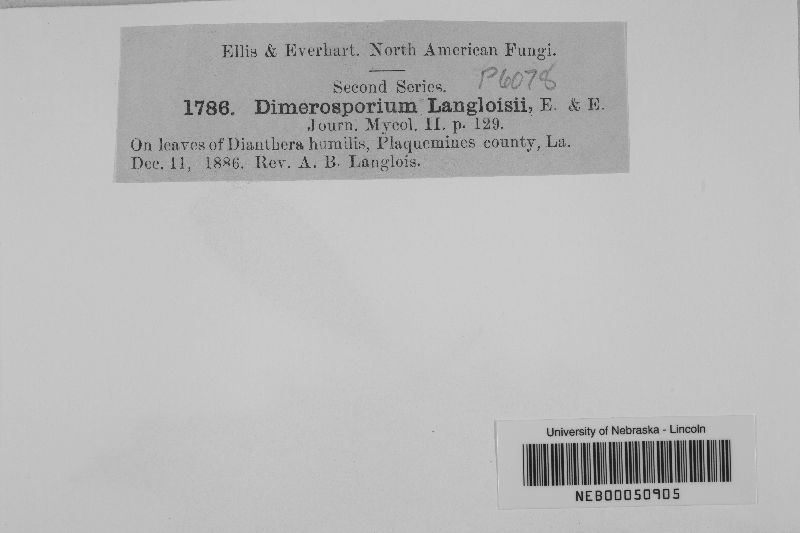 Ellis & Everhart. North American Fungi.
Second Series. P6078
1786. Dimerosporium Langloisii, E. & E.
Journ. Mycol. II. p. 129.
On leaves of Dianthera humilis, Plaquemines county, La.
Dec. 11, 1886. Rev. A. B. Langlois.
University of Nebraska - Lincoln
NEB00050905